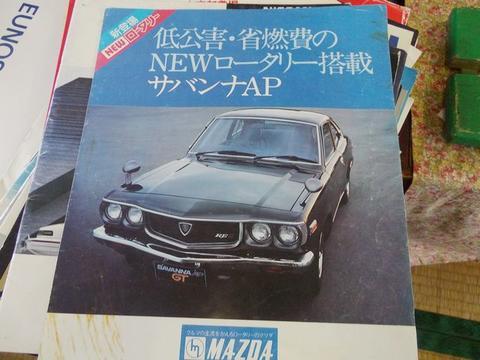 EUNOS
新登場
NEWロータリー
低公害・省燃費の
NEWロータリー搭載
サバンナAP
RE
SAVANNA
GT
MAZDA